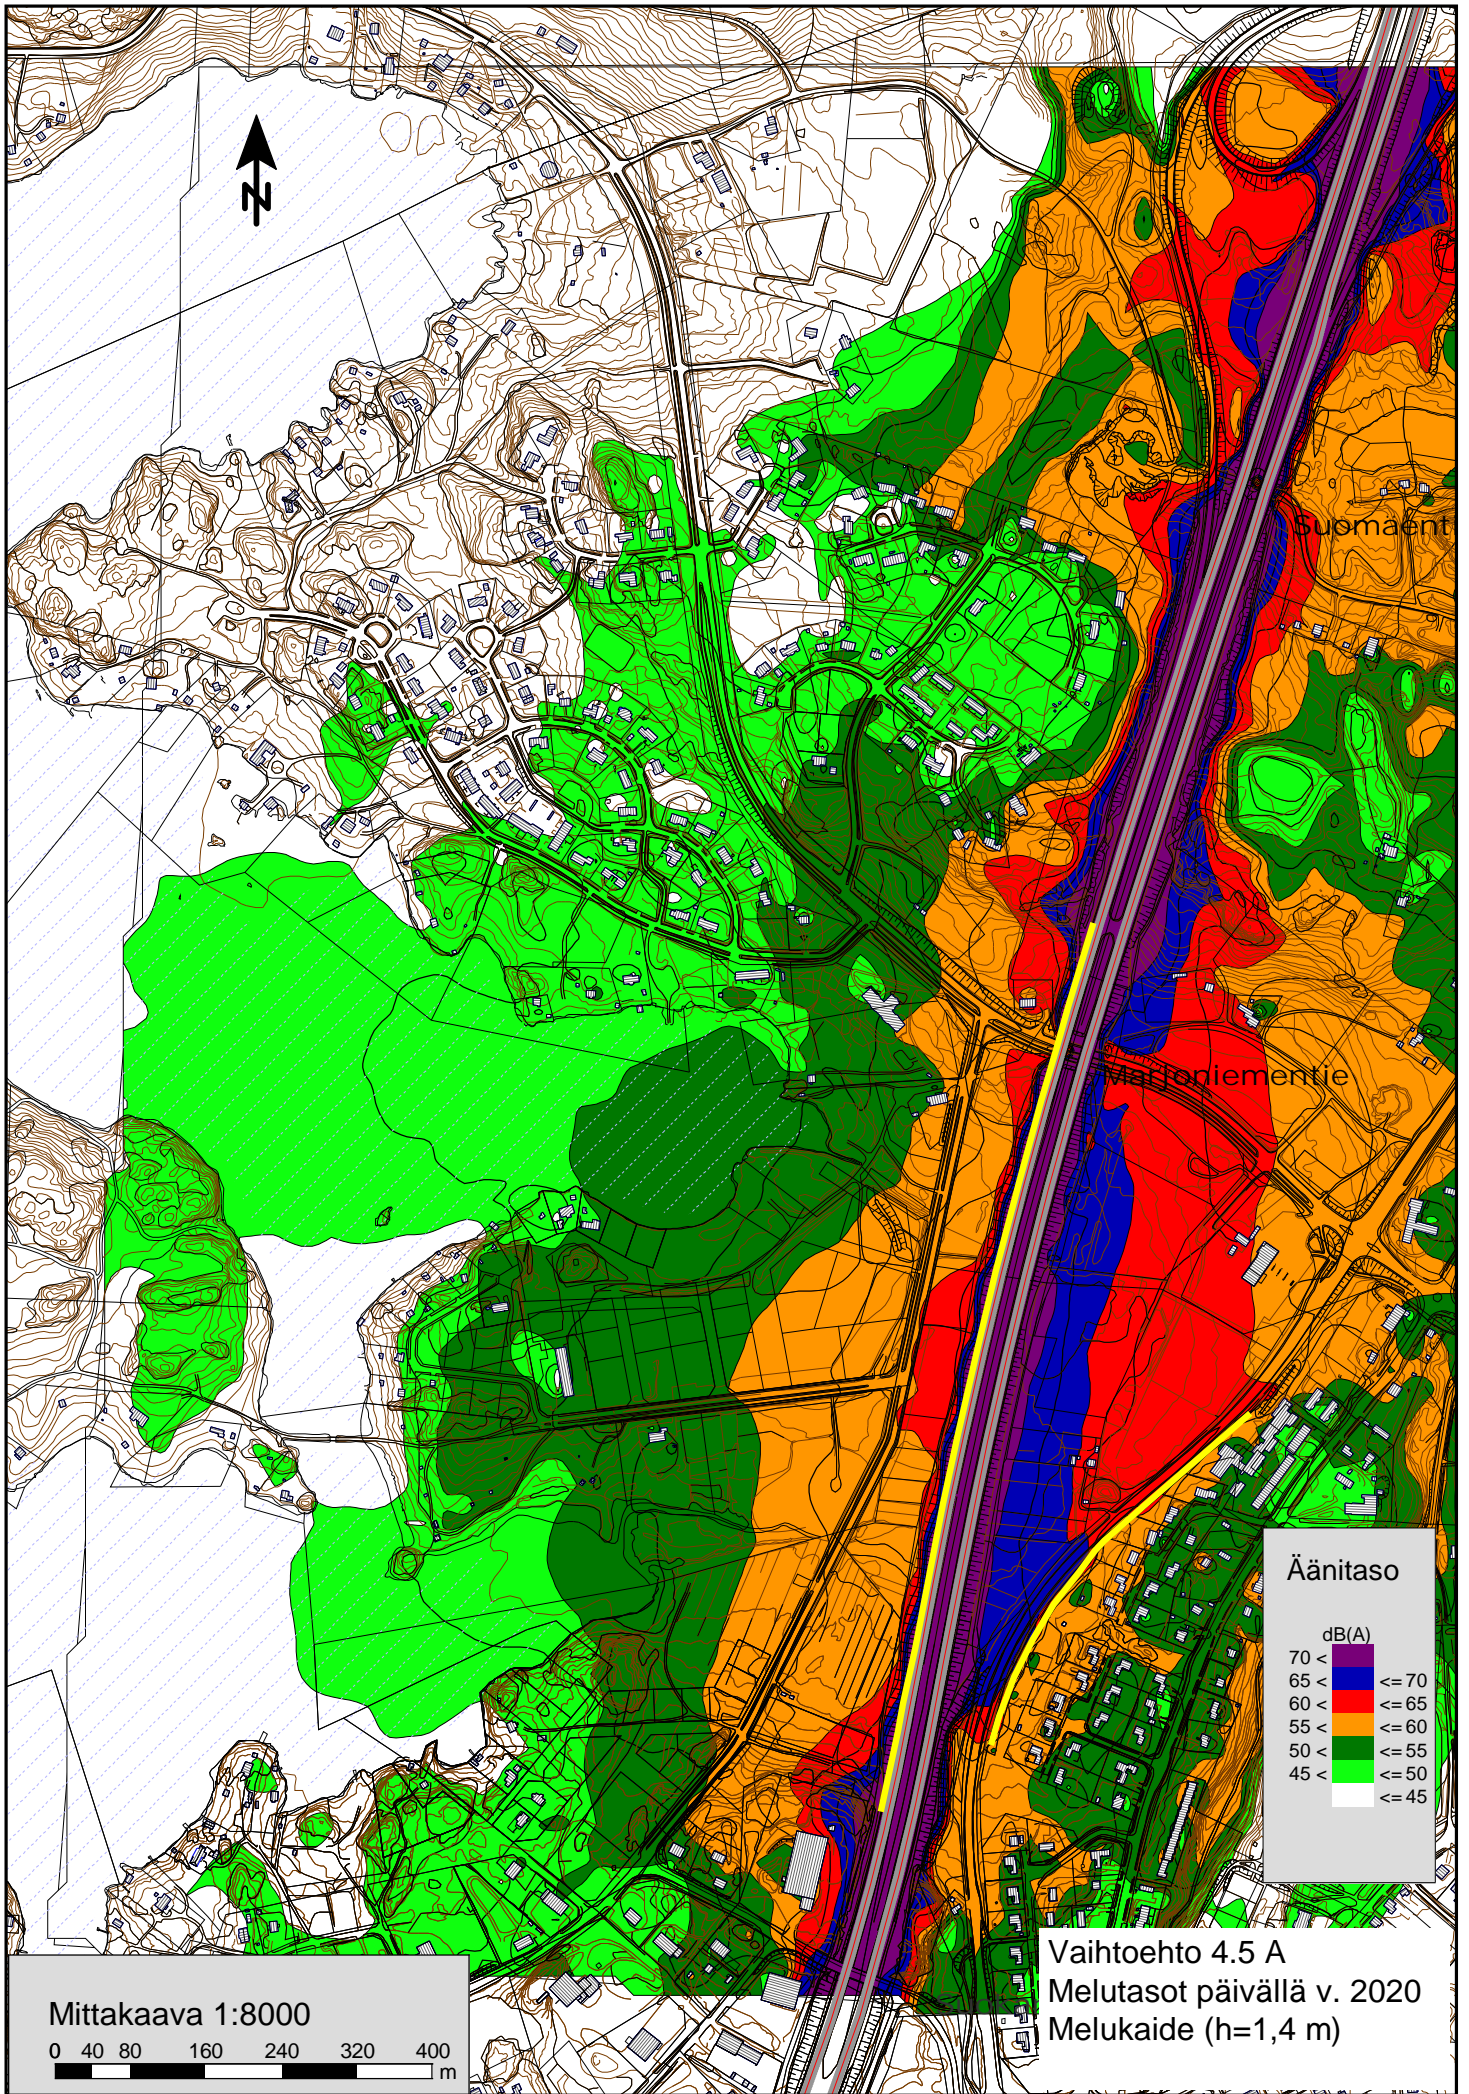 N
Suomäent
Marjoniementie
Äänitaso
dB(A)
70 <
65 < <= 70
60 < <= 65
55 < <= 60
50 < <= 55
45 < <= 50
<= 45
Vaihtoehto 4.5 A
Melutasot päivällä v. 2020
Melukaide (h=1,4 m)
Mittakaava 1:8000
0 40 80 160 240 320 400
m